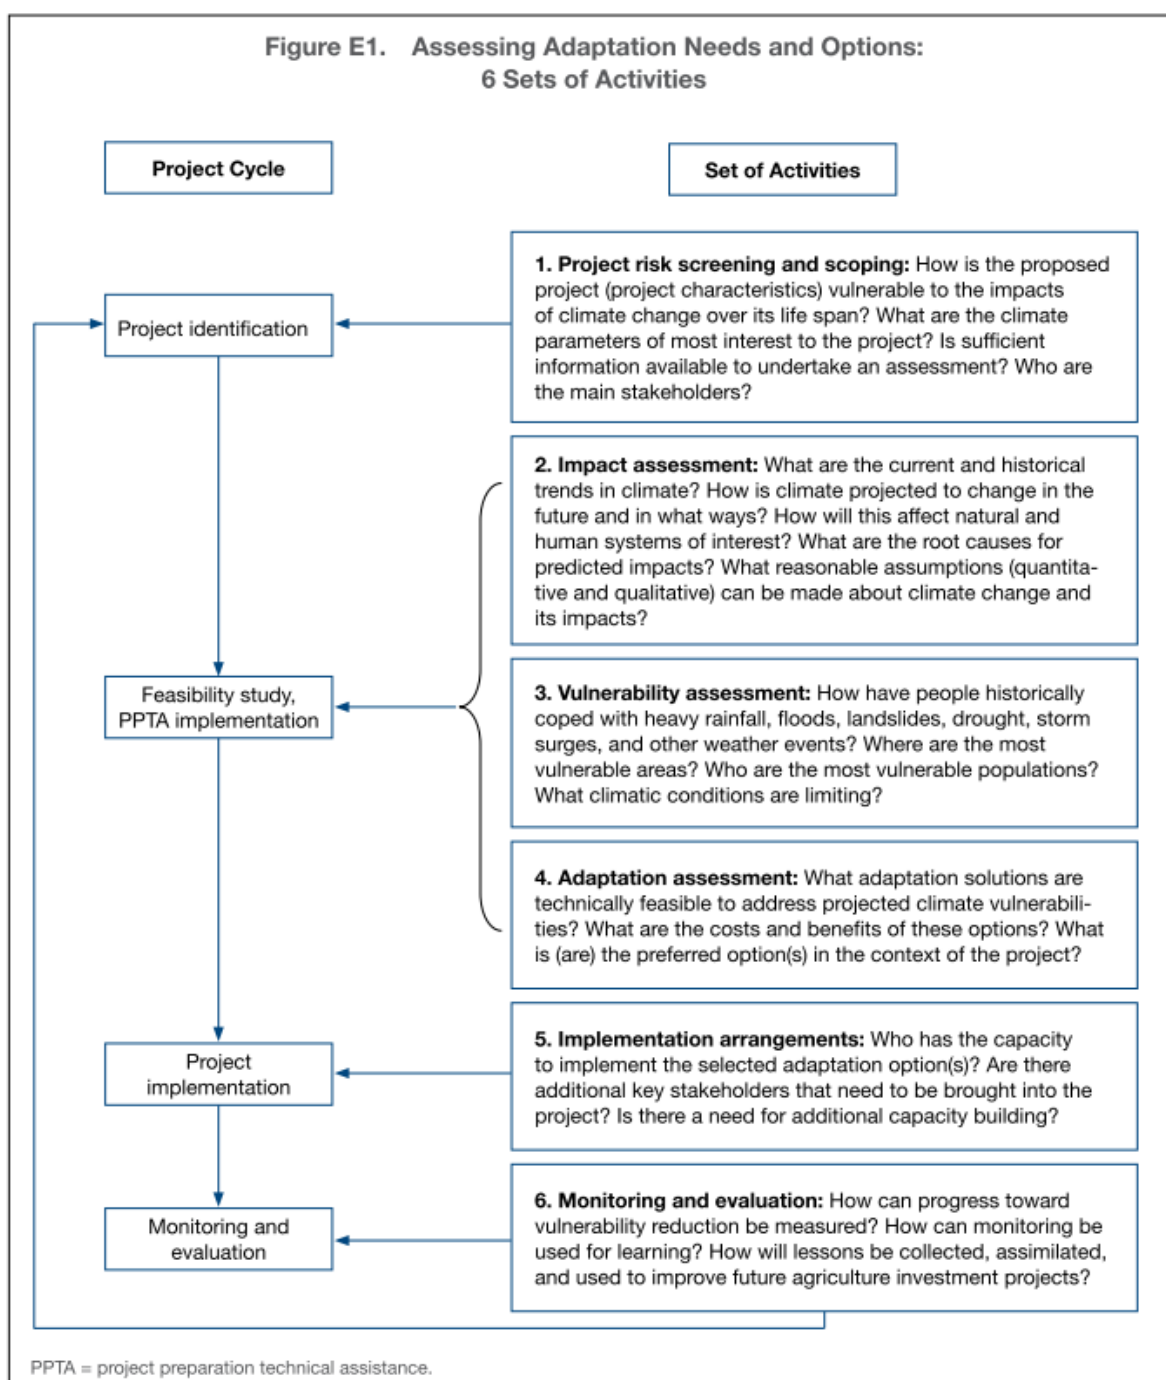 Figure E1. Assessing Adaptation Needs and Options:
6 Sets of Activities
Project Cycle
Set of Activities
Project identification
1. Project risk screening and scoping: How is the proposed
project (project characteristics) vulnerable to the impacts
of climate change over its life span? What are the climate
parameters of most interest to the project? Is sufficient
information available to undertake an assessment? Who are
the main stakeholders?
2. Impact assessment: What are the current and historical
trends in climate? How is climate projected to change in the
future and in what ways? How will this affect natural and
human systems of interest? What are the root causes for
predicted impacts? What reasonable assumptions (quantita-
tive and qualitative) can be made about climate change and
its impacts?
Feasibility study,
PPTA implementation
3. Vulnerability assessment: How have people historically
coped with heavy rainfall, floods, landslides, drought, storm
surges, and other weather events? Where are the most
vulnerable areas? Who are the most vulnerable populations?
What climatic conditions are limiting?
4. Adaptation assessment: What adaptation solutions are
technically feasible to address projected climate vulnerabili-
ties? What are the costs and benefits of these options? What
is (are) the preferred option(s) in the context of the project?
Project
implementation
5. Implementation arrangements: Who has the capacity
to implement the selected adaptation option(s)? Are there
additional key stakeholders that need to be brought into the
project? Is there a need for additional capacity building?
Monitoring and
evaluation
6. Monitoring and evaluation: How can progress toward
vulnerability reduction be measured? How can monitoring be
used for learning? How will lessons be collected, assimilated,
and used to improve future agriculture investment projects?
PPTA = project preparation technical assistance.